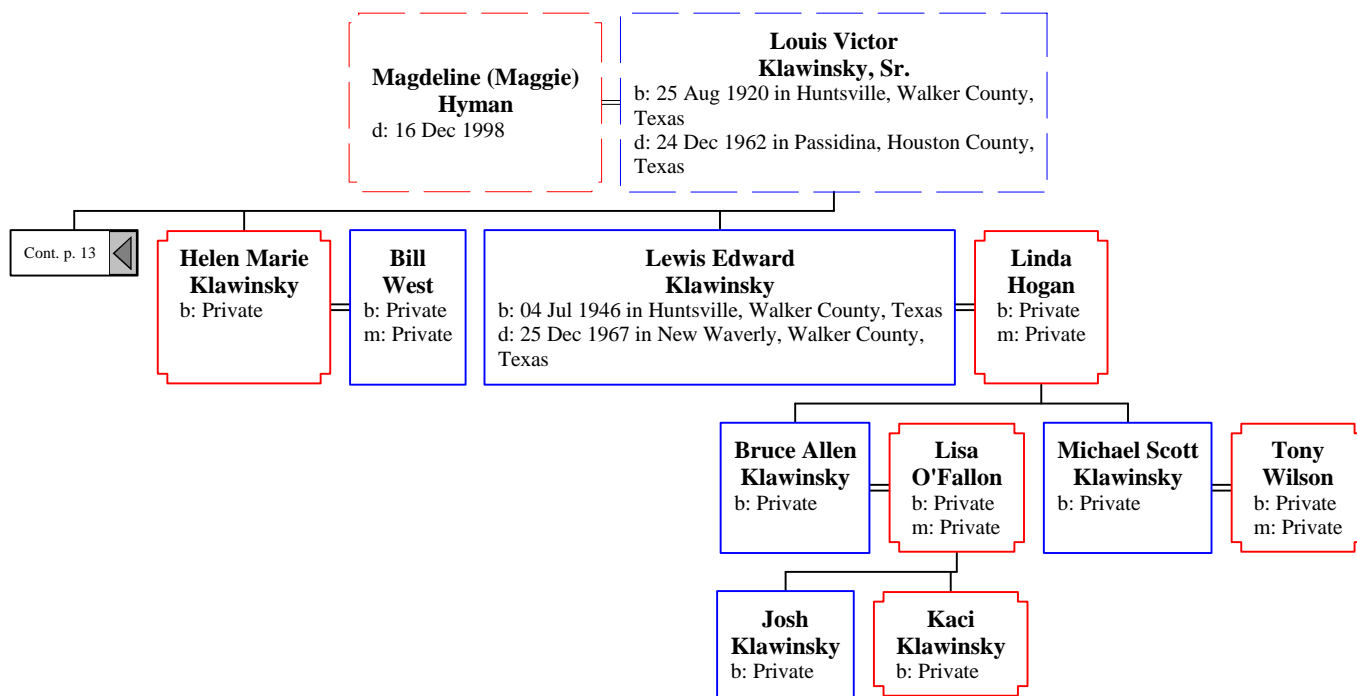 Magdeline (Maggie)
Hyman
d: 16 Dec 1998
Louis Victor
Klawinsky, Sr.
b: 25 Aug 1920 in Huntsville, Walker County,
Texas
d: 24 Dec 1962 in Passidina, Houston County,
Texas
Cont. p. 13
Helen Marie
Klawinsky
b: Private
Bill
West
b: Private
m: Private
Lewis Edward
Klawinsky
b: 04 Jul 1946 in Huntsville, Walker County, Texas
d: 25 Dec 1967 in New Waverly, Walker County,
Texas
Linda
Hogan
b: Private
m: Private
Bruce Allen
Klawinsky
b: Private
Lisa
O'Fallon
b: Private
m: Private
Michael Scott
Klawinsky
b: Private
Tony
Wilson
b: Private
m: Private
Josh
Klawinsky
b: Private
Kaci
Klawinsky
b: Private